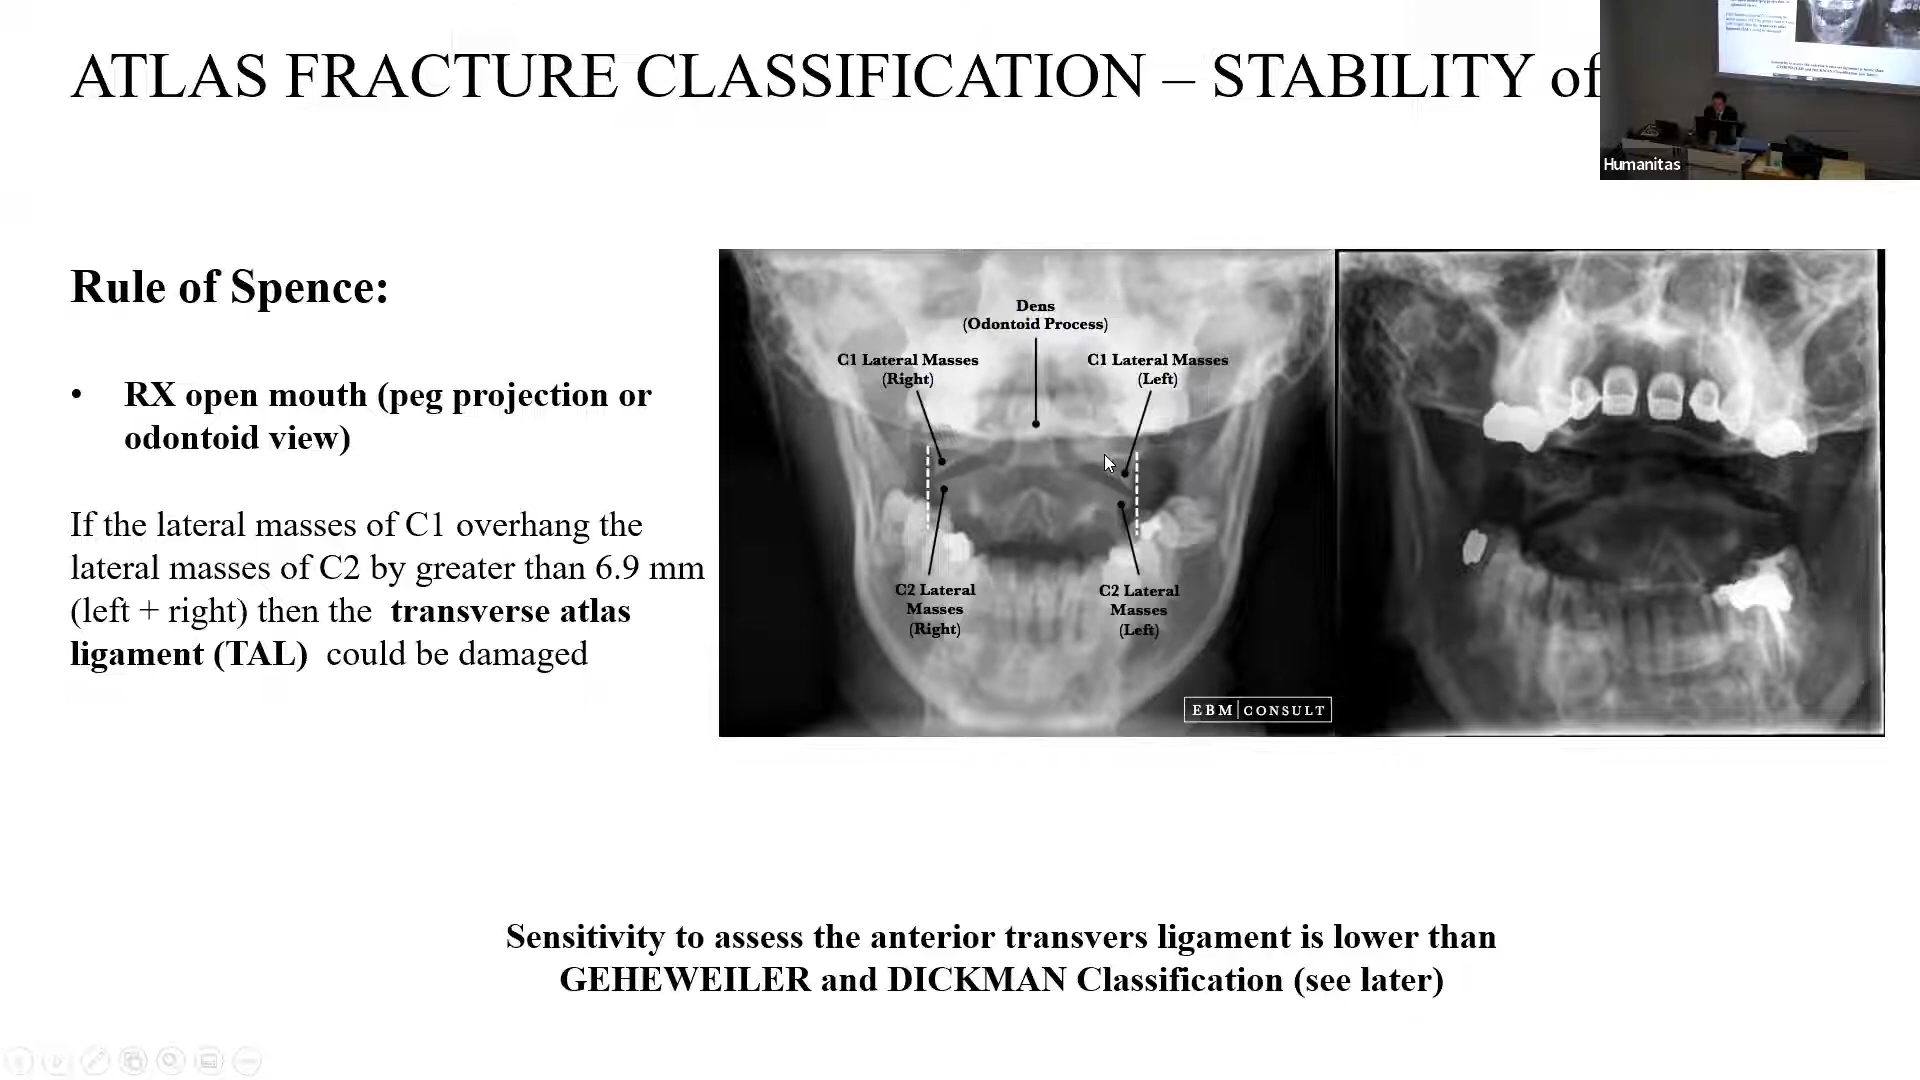 ATLAS FRACTURE CLASSIFICATION – STABILITY of
Humanitas
Rule of Spence:
• RX open mouth (peg projection or
odontoid view)
If the lateral masses of C1 overhang the
lateral masses of C2 by greater than 6.9 mm
(left + right) then the transverse atlas
ligament (TAL) could be damaged
Dens
(Odontoid Process)
C1 Lateral Masses
(Right)
C1 Lateral Masses
(Left)
C2 Lateral
Masses
(Right)
C2 Lateral
Masses
(Left)
EBM|CONSULT
Sensitivity to assess the anterior transvers ligament is lower than
GEHEWEILER and DICKMAN Classification (see later)